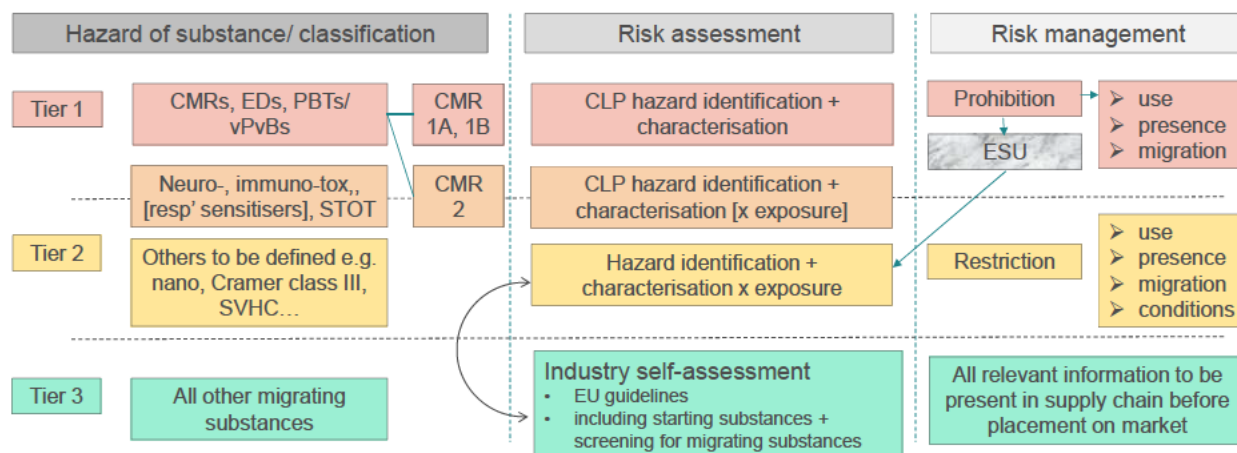 Hazard of substance/ classification
Risk assessment
Risk management
Tier 1
CMRs, EDs, PBTs/
vPvBs
CMR
1A, 1B
CLP hazard identification +
characterisation
Prohibition
ESU
➢ use
➢ presence
➢ migration
Neuro-, immuno-tox,,
[resp' sensitisers], STOT
CMR
2
CLP hazard identification +
characterisation [x exposure]
Tier 2
Others to be defined e.g.
nano, Cramer class III,
SVHC…
Hazard identification +
characterisation x exposure
Restriction
➢ use
➢ presence
➢ migration
➢ conditions
Tier 3
All other migrating
substances
Industry self-assessment
• EU guidelines
• including starting substances +
screening for migrating substances
All relevant information to be
present in supply chain before
placement on market